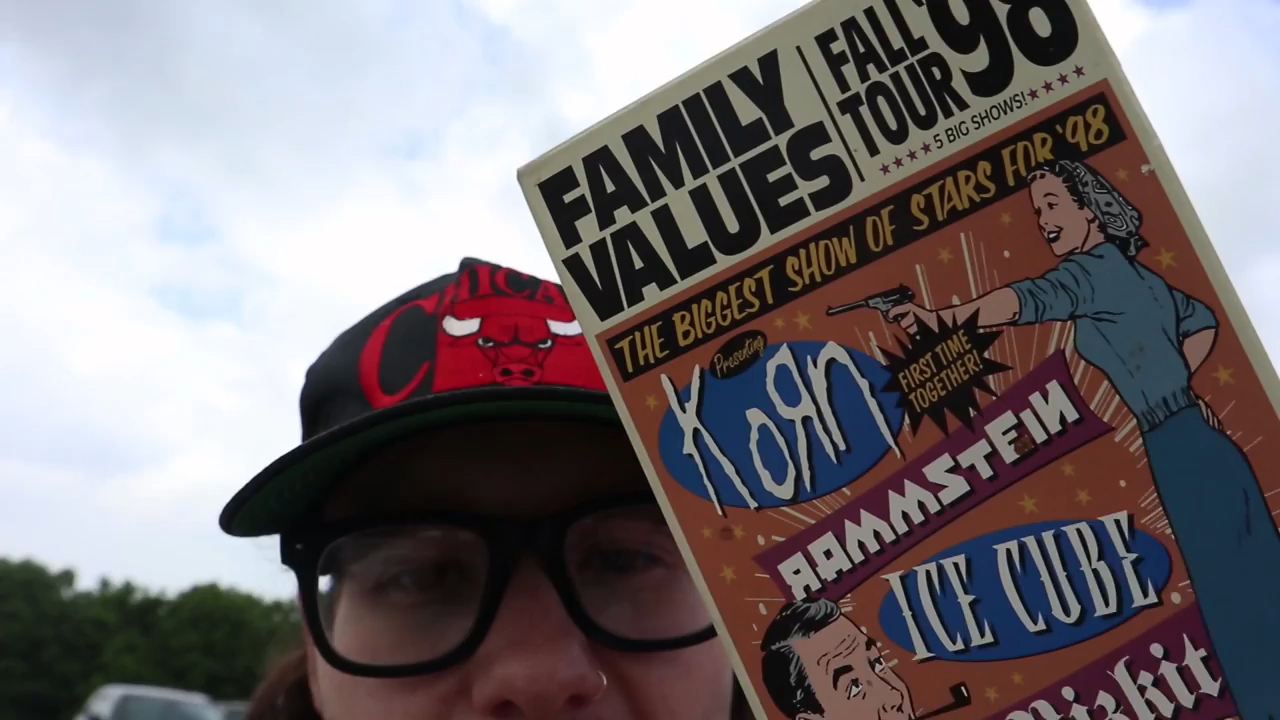 FAMILY
VALUES
FALL
TOUR
'98
5 BIG SHOWS!
THE BIGGEST SHOW OF STARS FOR '98
Presenting
KoЯn
FIRST TIME
TOGETHER!
RAMMSTEIN
ICE CUBE
Bizkit